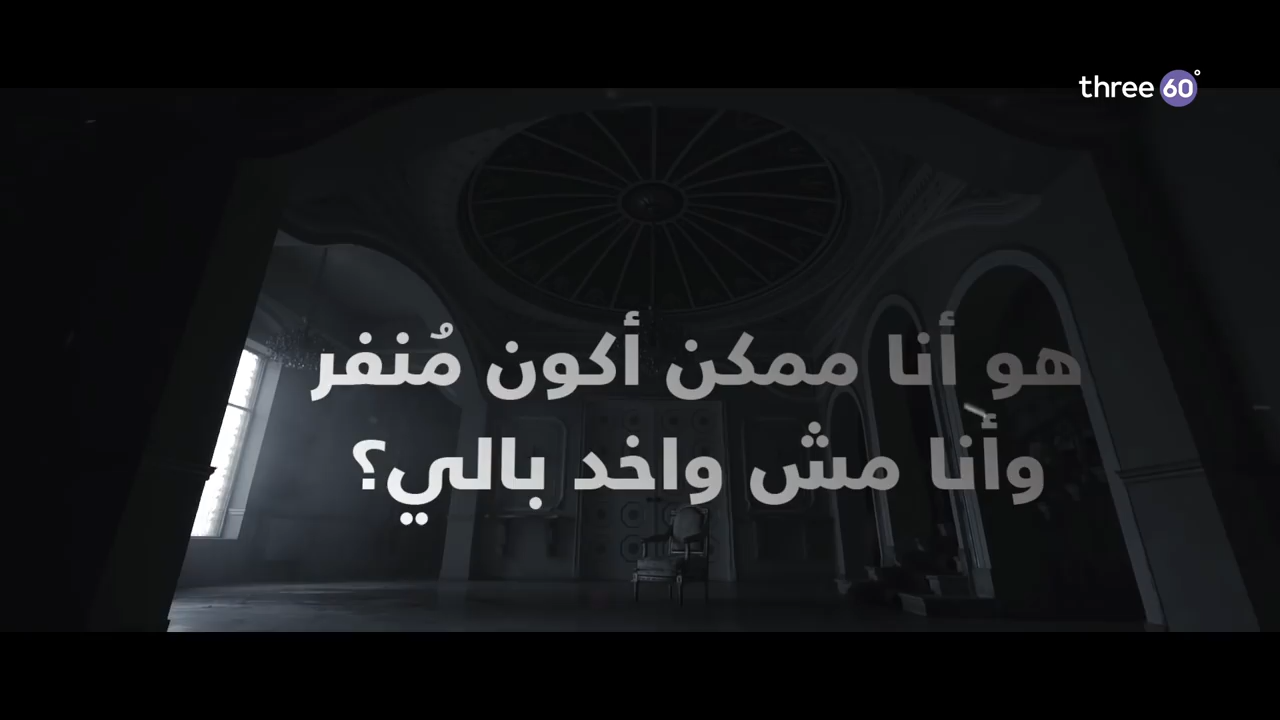 three 60°
هو أنا ممكن أكون مُنفر
وأنا مش واخد بالي؟